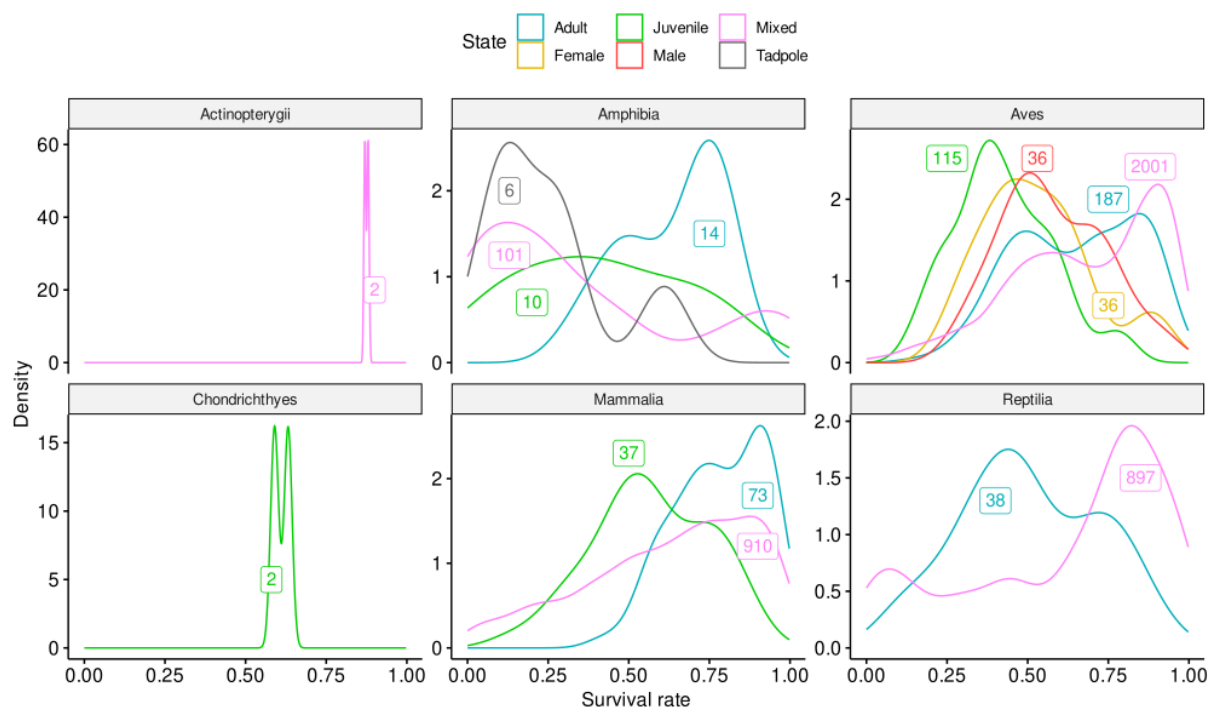 State
Adult
Juvenile
Mixed
Female
Male
Tadpole
Actinopterygii
Amphibia
Aves
60
40
20
0
2
2
1
0
6
101
10
14
2
1
0
115
36
2001
187
36
Density
Chondrichthyes
Mammalia
Reptilia
15
10
5
0
2
2
1
0
37
73
910
2.0
1.5
1.0
0.5
0.0
38
897
0.00 0.25 0.50 0.75 1.00
0.00 0.25 0.50 0.75 1.00
0.00 0.25 0.50 0.75 1.00
Survival rate